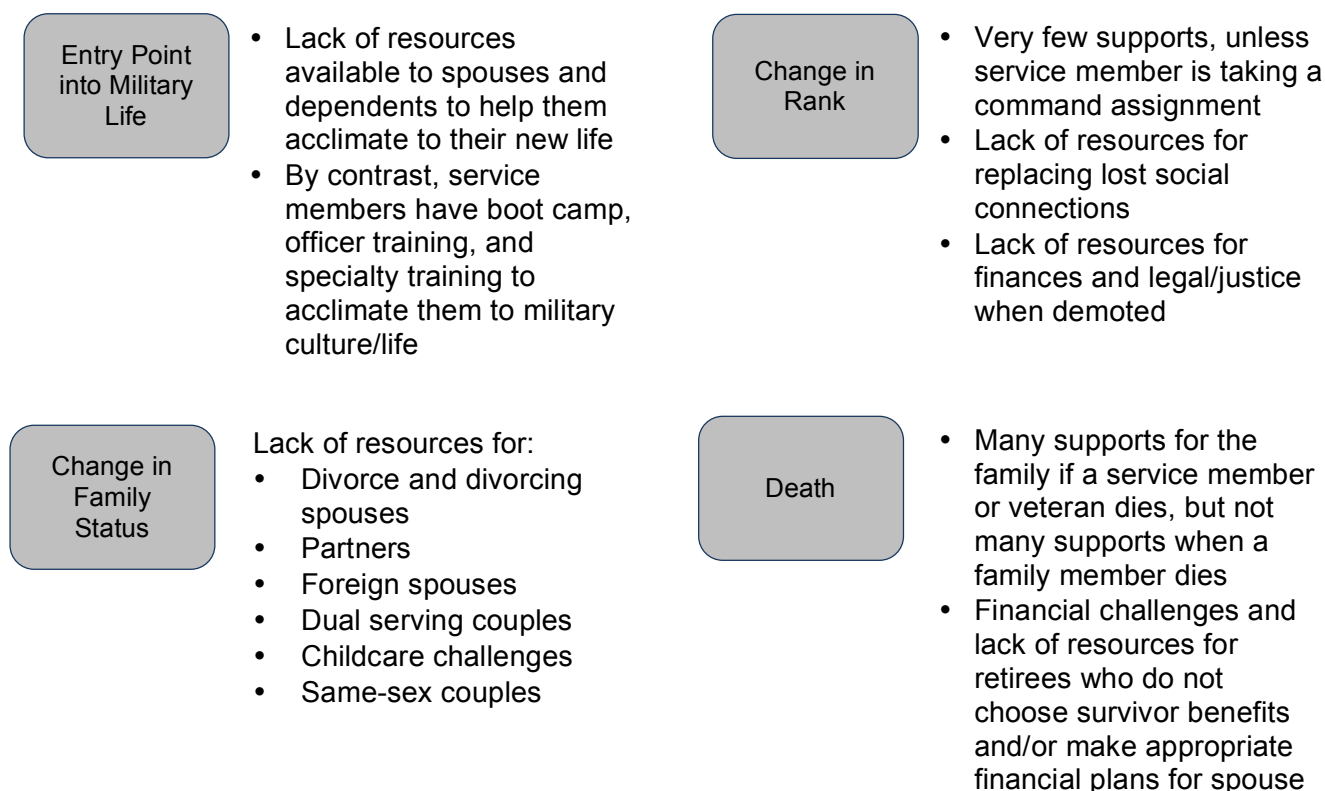 Entry Point
into Military
Life
• Lack of resources
available to spouses and
dependents to help them
acclimate to their new life
• By contrast, service
members have boot camp,
officer training, and
specialty training to
acclimate them to military
culture/life
Change in
Rank
• Very few supports, unless
service member is taking a
command assignment
• Lack of resources for
replacing lost social
connections
• Lack of resources for
finances and legal/justice
when demoted
Change in
Family
Status
Lack of resources for:
• Divorce and divorcing
spouses
• Partners
• Foreign spouses
• Dual serving couples
• Childcare challenges
• Same-sex couples
Death
• Many supports for the
family if a service member
or veteran dies, but not
many supports when a
family member dies
• Financial challenges and
lack of resources for
retirees who do not
choose survivor benefits
and/or make appropriate
financial plans for spouse